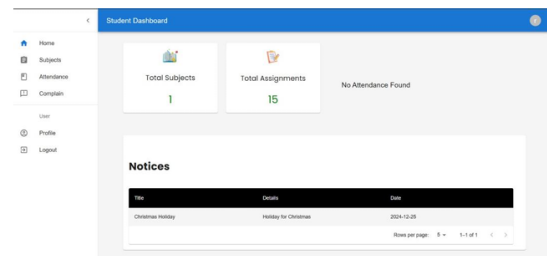 Student Dashboard
Home
Subjects
Attendance
Complain
User
Profile
Logout
Total Subjects
1
Total Assignments
15
No Attendance Found
Notices
Title Details Date
Christmas Holiday Holiday for Christmas 2024-12-25
Rows per page: 5 1-1 of 1